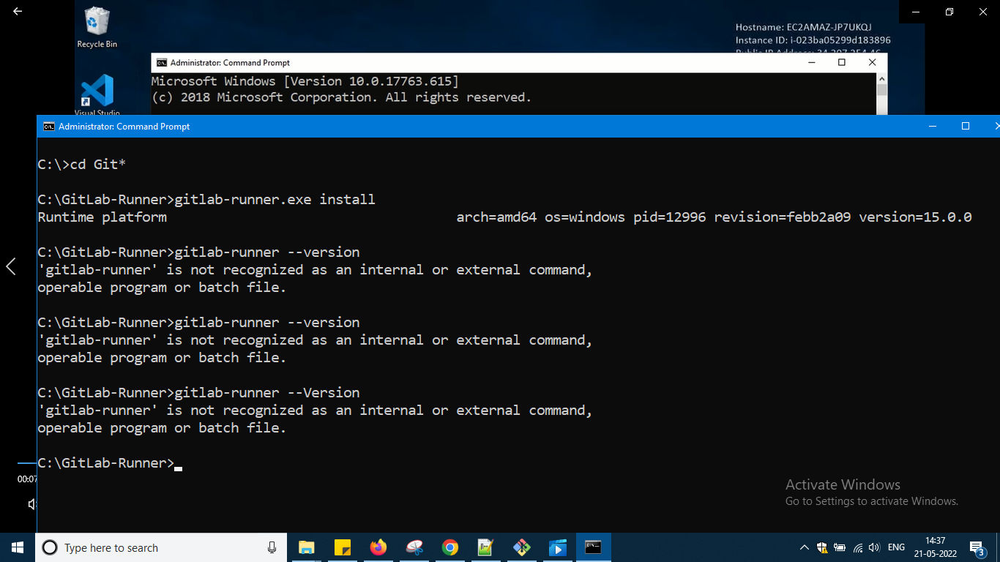 Recycle Bin
Hostname: EC2AMAZ-JP7UKQJ
Instance ID: i-023ba05299d183896
Administrator: Command Prompt
Microsoft Windows [Version 10.0.17763.615]
(c) 2018 Microsoft Corporation. All rights reserved.
Visual Studio
Administrator: Command Prompt
C:\>cd Git*
C:\GitLab-Runner>gitlab-runner.exe install
Runtime platform arch=amd64 os=windows pid=12996 revision=febb2a09 version=15.0.0
C:\GitLab-Runner>gitlab-runner --version
'gitlab-runner' is not recognized as an internal or external command,
operable program or batch file.
C:\GitLab-Runner>gitlab-runner --version
'gitlab-runner' is not recognized as an internal or external command,
operable program or batch file.
C:\GitLab-Runner>gitlab-runner --Version
'gitlab-runner' is not recognized as an internal or external command,
operable program or batch file.
C:\GitLab-Runner>
00:07
Activate Windows
Go to Settings to activate Windows.
Type here to search
ENG
14:37
21-05-2022
3